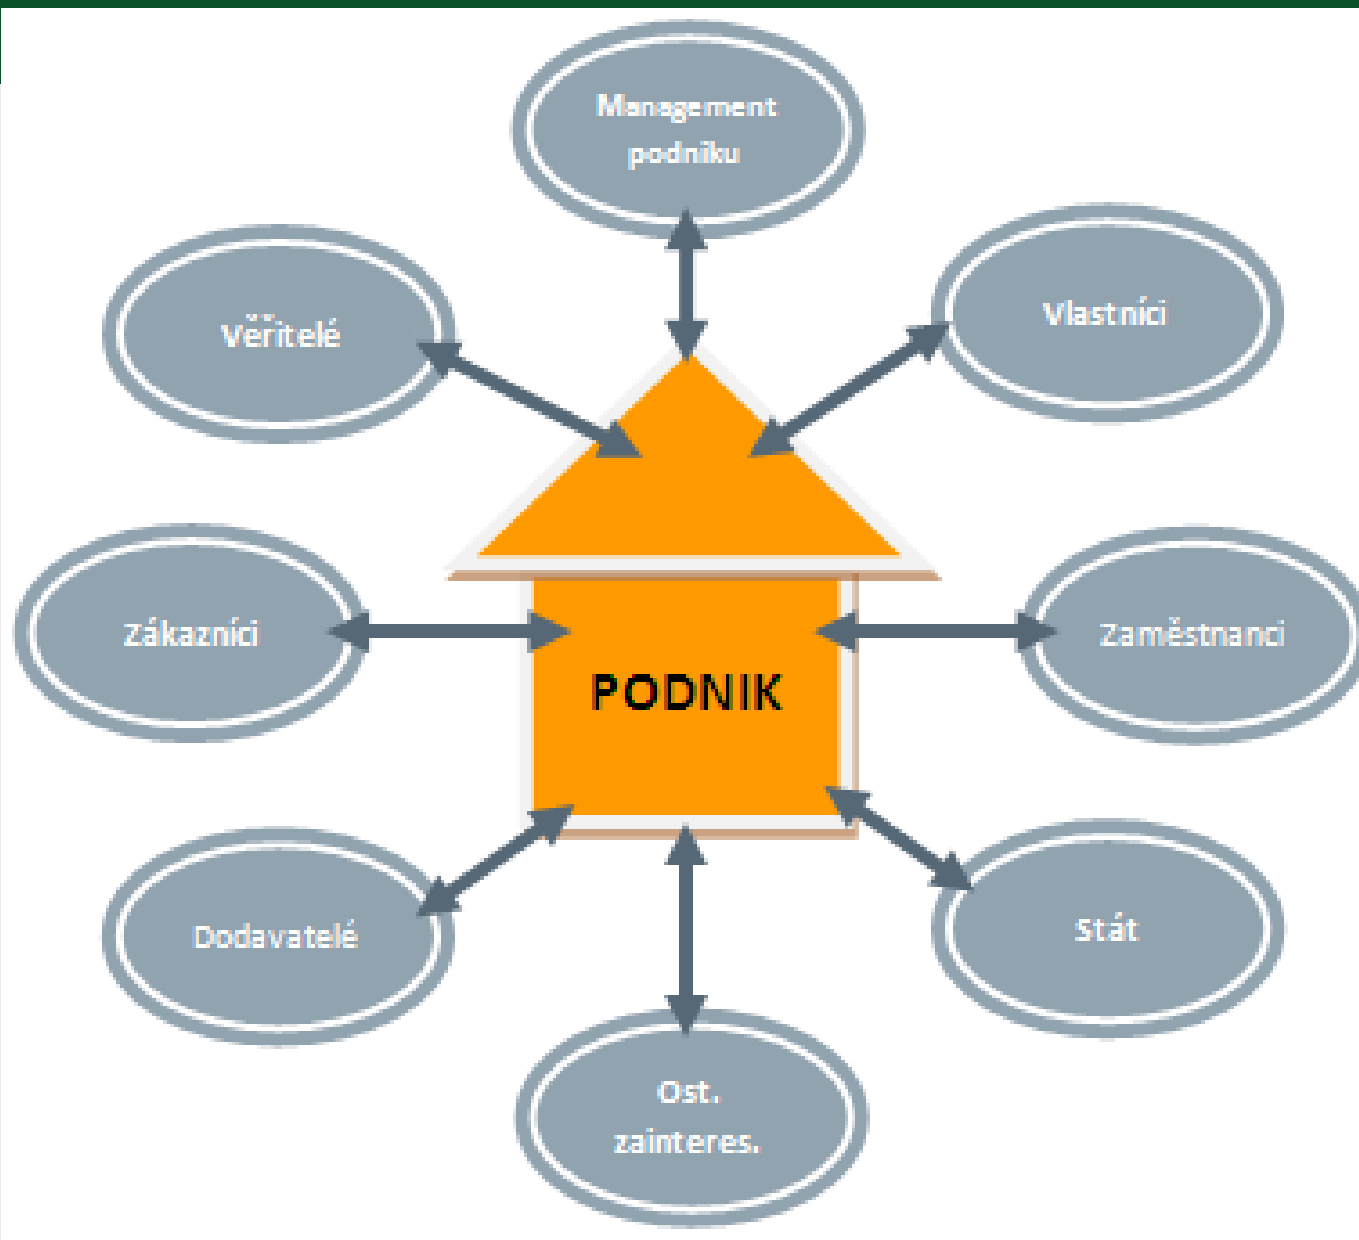 Management
podniku
Věřitelé
Vlastníci
Zákazníci
Zaměstnanci
PODNIK
Dodavatelé
Stát
Ost.
zainteres.